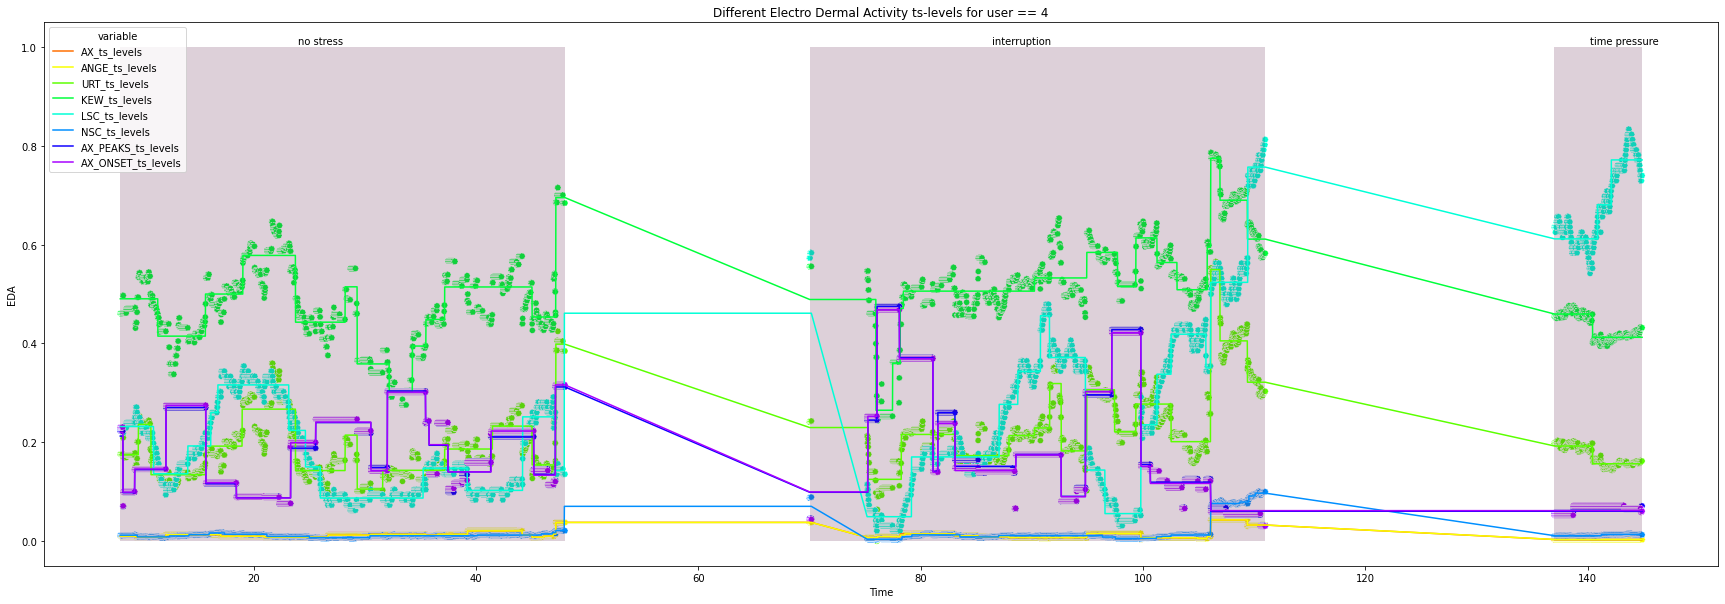 Different Electro Dermal Activity ts-levels for user == 4
no stress
interruption
time pressure
variable
AX_ts_levels
ANGE_ts_levels
URT_ts_levels
KEW_ts_levels
LSC_ts_levels
NSC_ts_levels
AX_PEAKS_ts_levels
AX_ONSET_ts_levels
EDA
1.0
0.8
0.6
0.4
0.2
0.0
20 40 60 80 100 120 140
Time